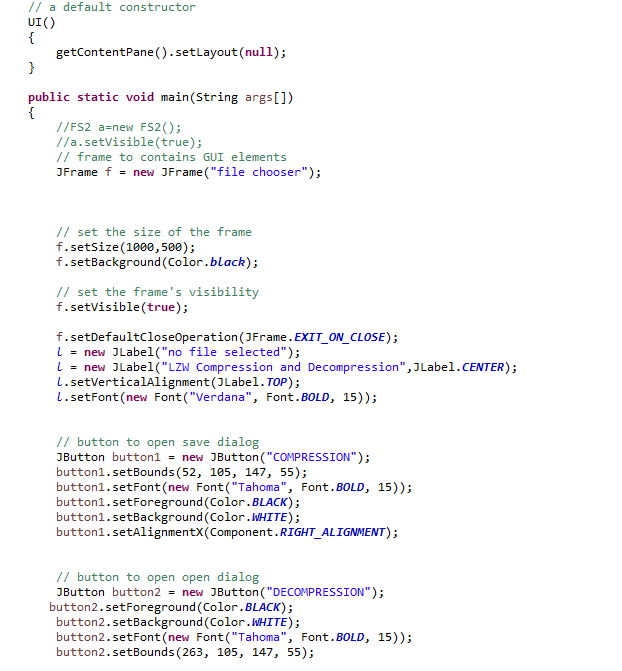 // a default constructor
UI()
{
getContentPane().setLayout(null);
}
public static void main(String args[])
{
//FS2 a=new FS2();
//a.setVisible(true);
// frame to contains GUI elements
JFrame f = new JFrame("file chooser");
// set the size of the frame
f.setSize(1000,500);
f.setBackground(Color.black);
// set the frame's visibility
f.setVisible(true);
f.setDefaultCloseOperation(JFrame.EXIT_ON_CLOSE);
l = new JLabel("no file selected");
l = new JLabel("LZW Compression and Decompression",JLabel.CENTER);
l.setVerticalAlignment(JLabel.TOP);
l.setFont(new Font("Verdana", Font.BOLD, 15));
// button to open save dialog
JButton button1 = new JButton("COMPRESSION");
button1.setBounds(52, 105, 147, 55);
button1.setFont(new Font("Tahoma", Font.BOLD, 15));
button1.setForeground(Color.BLACK);
button1.setBackground(Color.WHITE);
button1.setAlignmentX(Component.RIGHT_ALIGNMENT);
// button to open open dialog
JButton button2 = new JButton("DECOMPRESSION");
button2.setForeground(Color.BLACK);
button2.setBackground(Color.WHITE);
button2.setFont(new Font("Tahoma", Font.BOLD, 15));
button2.setBounds(263, 105, 147, 55);